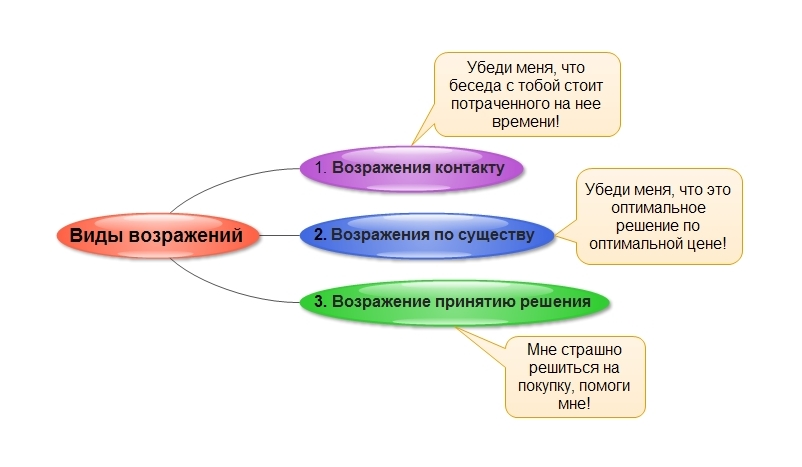 Убеди меня, что
беседа с тобой стоит
потраченного на нее
времени!
1. Возражения контакту
Убеди меня, что это
оптимальное
решение по
оптимальной цене!
Виды возражений
2. Возражения по существу
3. Возражение принятию решения
Мне страшно
решиться на
покупку, помоги
мне!